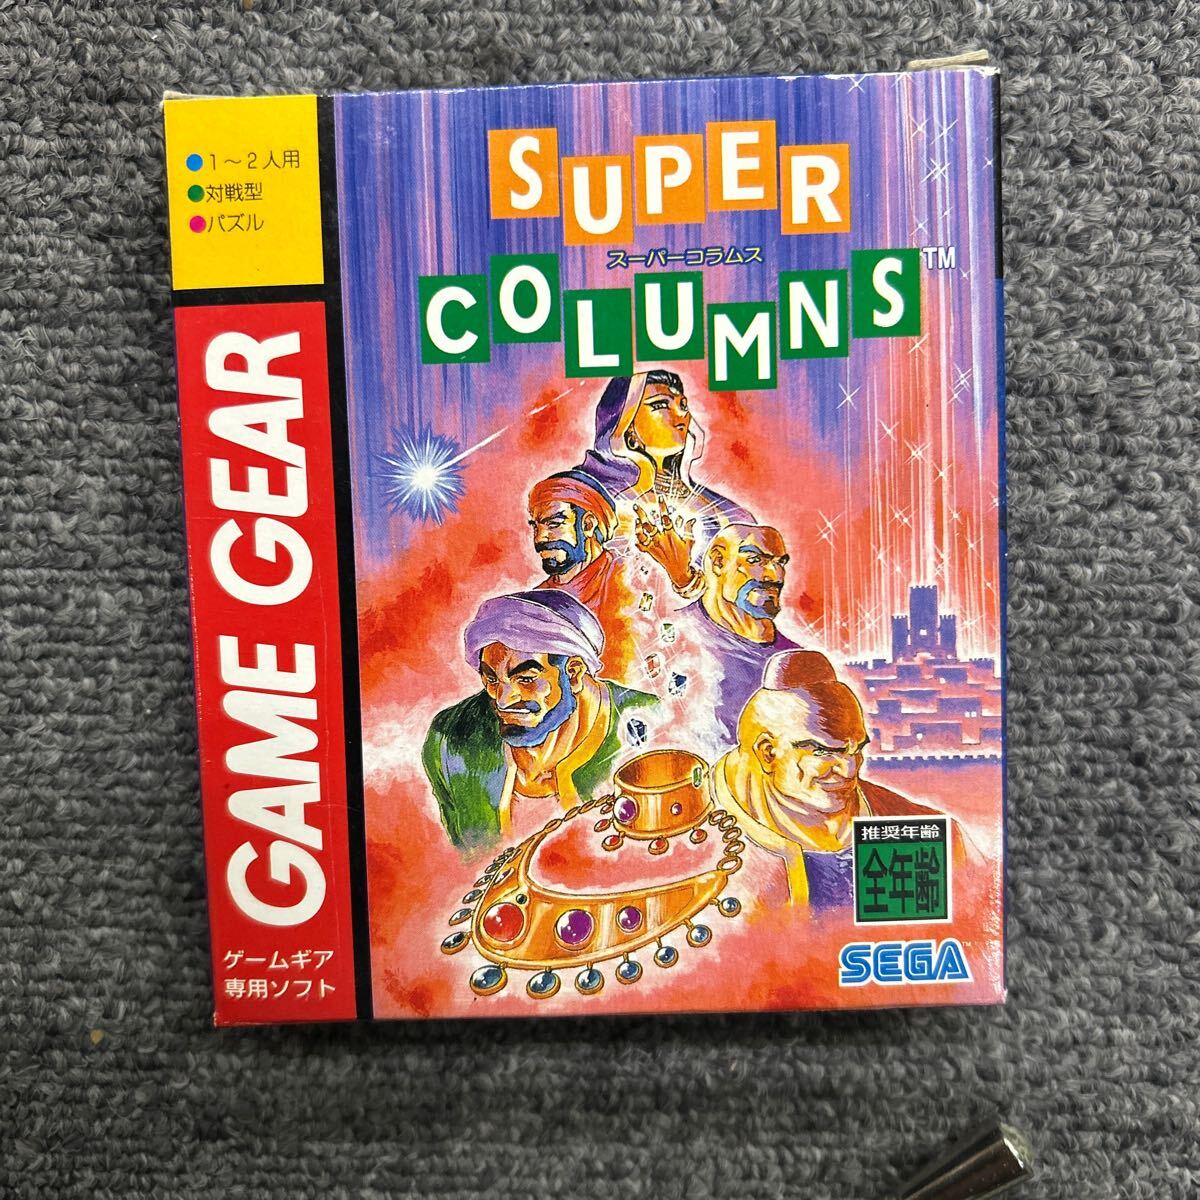 ●1～2人用
●対戦型
●パズル
GAME GEAR
ゲームギア
専用ソフト
SUPER
スーパーコラムス
COLUMNS™
推奨年齢
全年齢
SEGA™